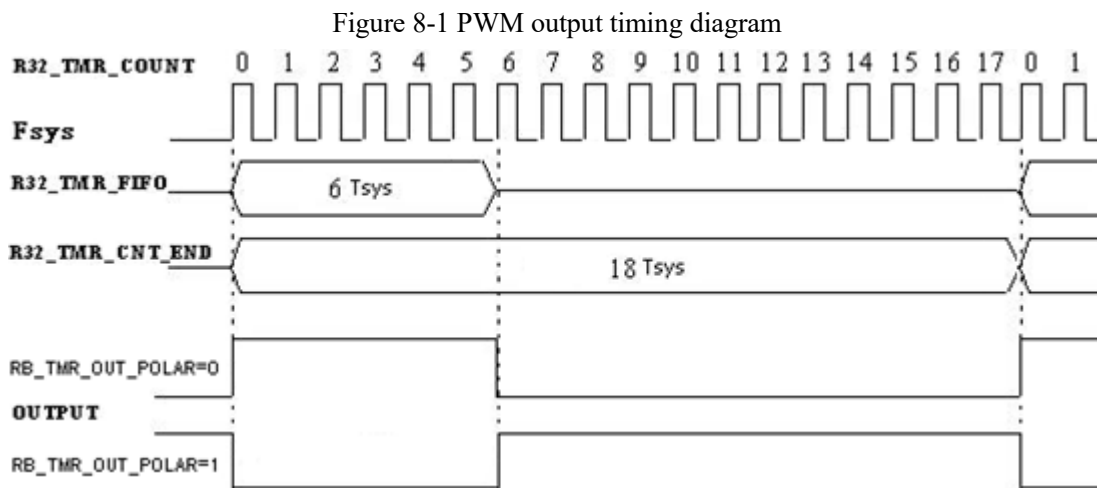 Figure 8-1 PWM output timing diagram
R32_TMR_COUNT 0 1 2 3 4 5 6 7 8 9 10 11 12 13 14 15 16 17 0 1
Fsys
R32_TMR_FIFO 6 Tsys
R32_TMR_CNT_END 18 Tsys
RB_TMR_OUT_POLAR=0
OUTPUT
RB_TMR_OUT_POLAR=1